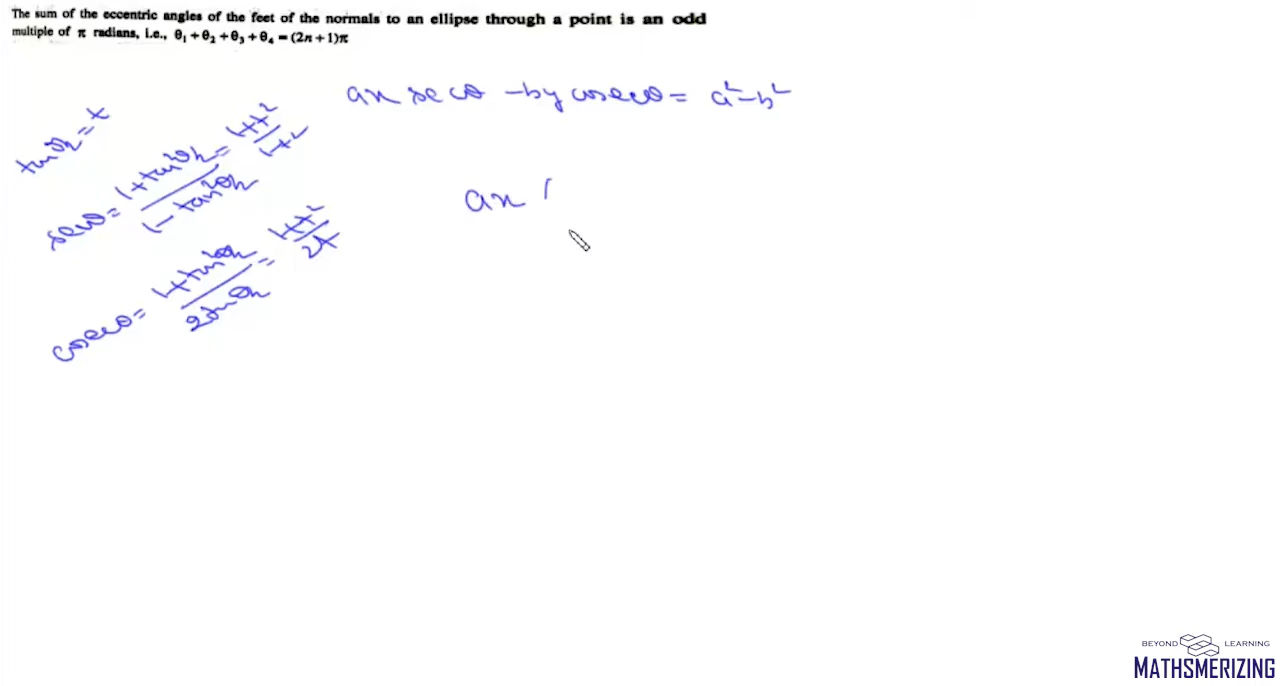 The sum of the eccentric angles of the feet of the normals to an ellipse through a point is an odd
multiple of π radians, i.e., θ₁+θ₂+θ₃+θ₄=(2n+1)π
ax secθ -by cosecθ = a²-b²
tan θ/2 = t
secθ = (1+tan²θ/2)/(1-tan²θ/2) = (1+t²)/(1-t²)
ax (
cosecθ = (1+tan²θ/2)/(2tanθ/2) = (1+t²)/2t
BEYOND LEARNING
MATHSMERIZING